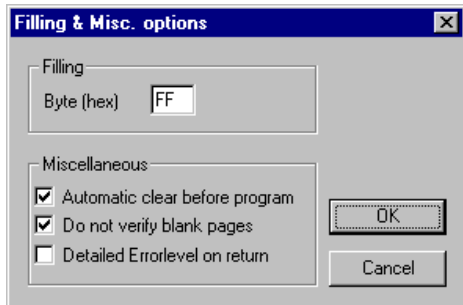 Filling & Misc. options
Filling
Byte (hex) FF
Miscellaneous
Automatic clear before program
Do not verify blank pages
Detailed Errorlevel on return
OK
Cancel